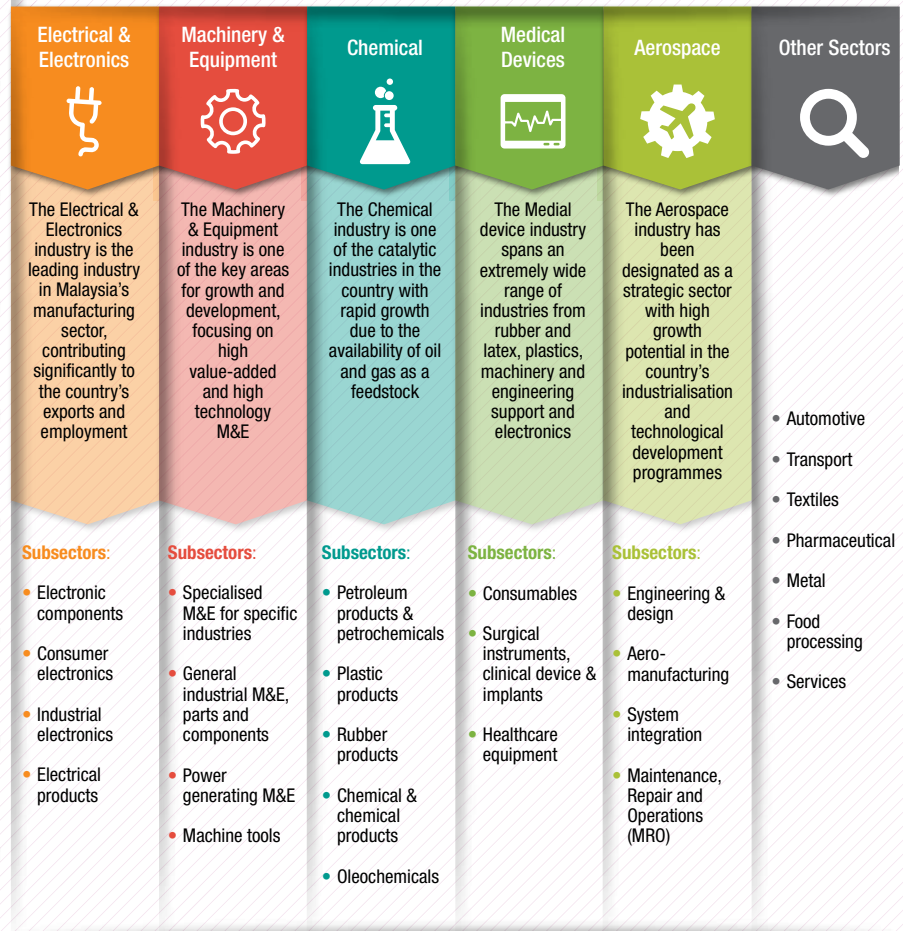 Electrical &
Electronics
The Electrical &
Electronics
industry is the
leading industry
in Malaysia's
manufacturing
sector,
contributing
significantly to
the country's
exports and
employment
Subsectors:
• Electronic
components
• Consumer
electronics
• Industrial
electronics
• Electrical
products
Machinery &
Equipment
The Machinery
& Equipment
industry is one
of the key areas
for growth and
development,
focusing on
high
value-added
and high
technology
M&E
Subsectors:
• Specialised
M&E for specific
industries
• General
industrial M&E,
parts and
components
• Power
generating M&E
• Machine tools
Chemical
The Chemical
industry is one
of the catalytic
industries in the
country with
rapid growth
due to the
availability of oil
and gas as a
feedstock
Subsectors:
• Petroleum
products &
petrochemicals
• Plastic
products
• Rubber
products
• Chemical &
chemical
products
• Oleochemicals
Medical
Devices
The Medial
device industry
spans an
extremely wide
range of
industries from
rubber and
latex, plastics,
machinery and
engineering
support and
electronics
Subsectors:
• Consumables
• Surgical
instruments,
clinical device &
implants
• Healthcare
equipment
Aerospace
The Aerospace
industry has
been
designated as a
strategic sector
with high
growth
potential in the
country's
industrialisation
and
technological
development
programmes
Subsectors:
• Engineering &
design
• Aero-
manufacturing
• System
integration
• Maintenance,
Repair and
Operations
(MRO)
Other Sectors
• Automotive
• Transport
• Textiles
• Pharmaceutical
• Metal
• Food
processing
• Services